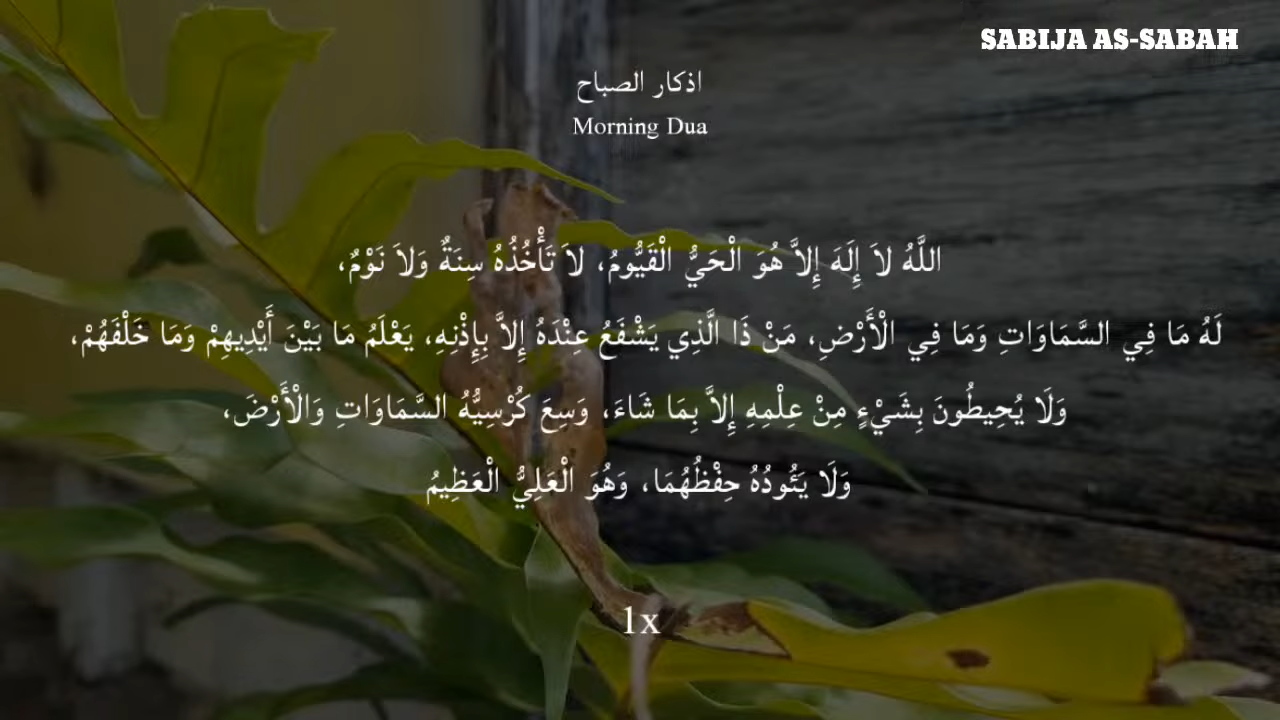 SABIJA AS-SABAH
اذكار الصباح
Morning Dua
اللَّهُ لاَ إِلَهَ إِلاَّ هُوَ الْحَيُّ الْقَيُّومُ، لاَ تَأْخُذُهُ سِنَةٌ وَلاَ نَوْمٌ،
لَهُ مَا فِي السَّمَاوَاتِ وَمَا فِي الْأَرْضِ، مَنْ ذَا الَّذِي يَشْفَعُ عِنْدَهُ إِلاَّ بِإِذْنِهِ، يَعْلَمُ مَا بَيْنَ أَيْدِيهِمْ وَمَا خَلْفَهُمْ،
وَلَا يُحِيطُونَ بِشَيْءٍ مِنْ عِلْمِهِ إِلاَّ بِمَا شَاءَ، وَسِعَ كُرْسِيُّهُ السَّمَاوَاتِ وَالْأَرْضَ،
وَلَا يَئُودُهُ حِفْظُهُمَا، وَهُوَ الْعَلِيُّ الْعَظِيمُ
1x